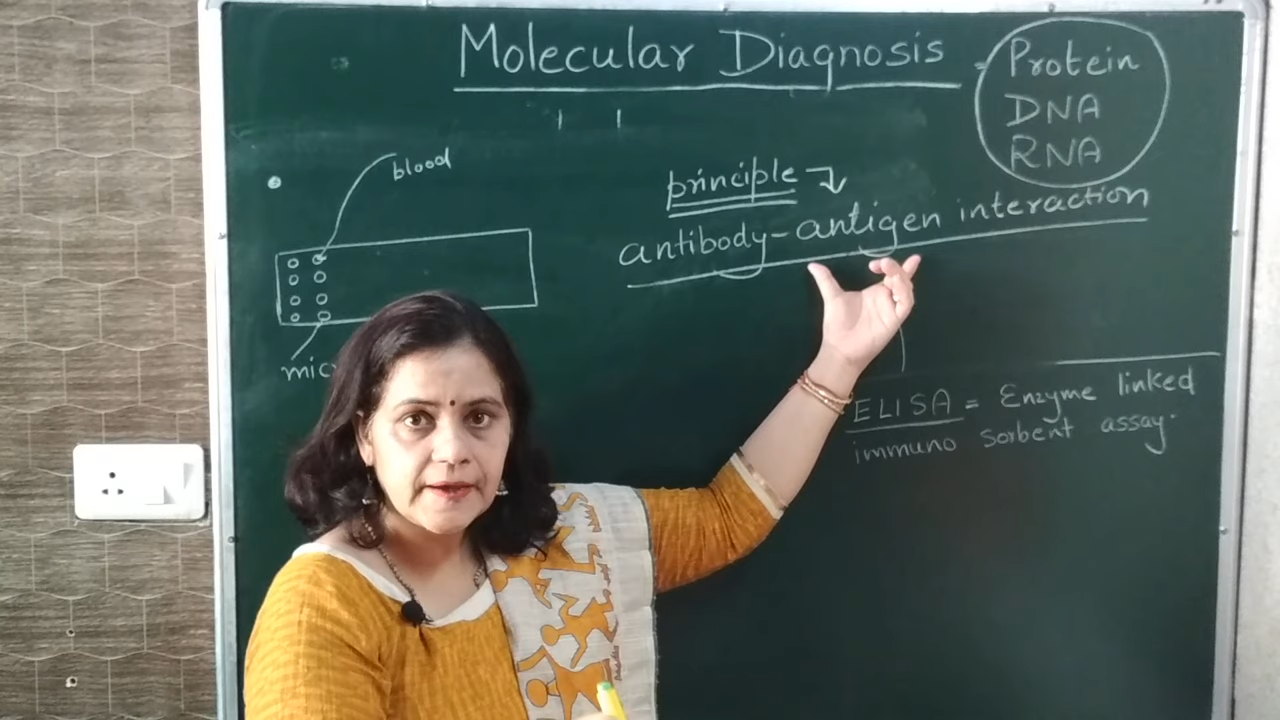 Molecular Diagnosis = Protein
DNA
RNA
blood
principle
antibody-antigen interaction
ELISA = Enzyme linked
immuno sorbent assay.